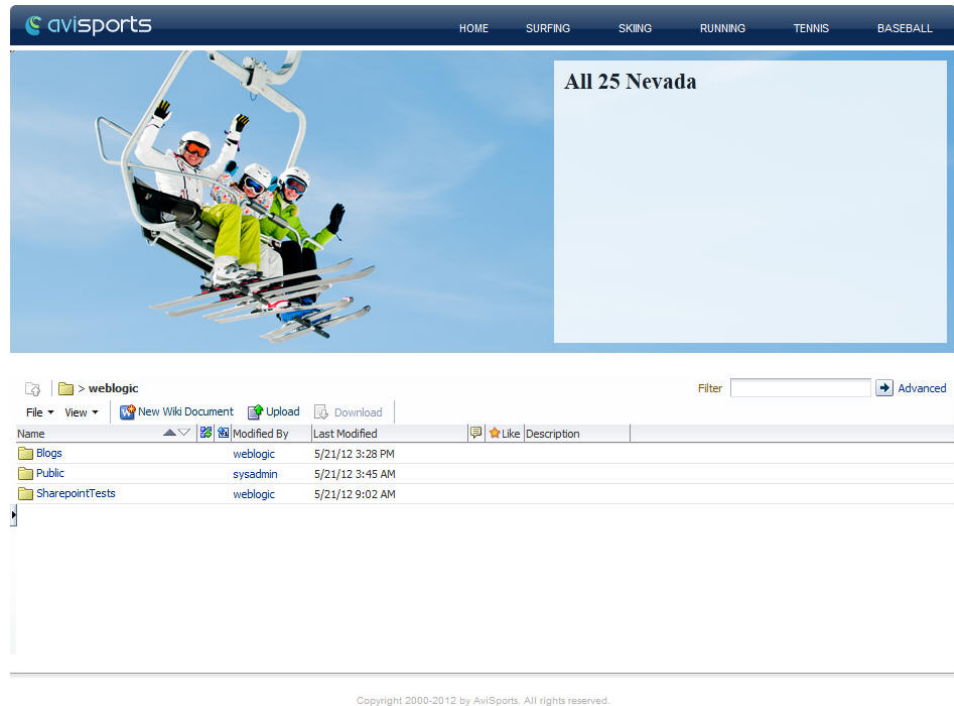 avisports
HOME SURFING SKIING RUNNING TENNIS BASEBALL
All 25 Nevada
> weblogic
Filter
Advanced
File View New Wiki Document Upload Download
Name Modified By Last Modified Like Description
Blogs weblogic 5/21/12 3:28 PM
Public sysadmin 5/21/12 3:45 AM
SharepointTests weblogic 5/21/12 9:02 AM
Copyright 2000-2012 by AviSports. All rights reserved.